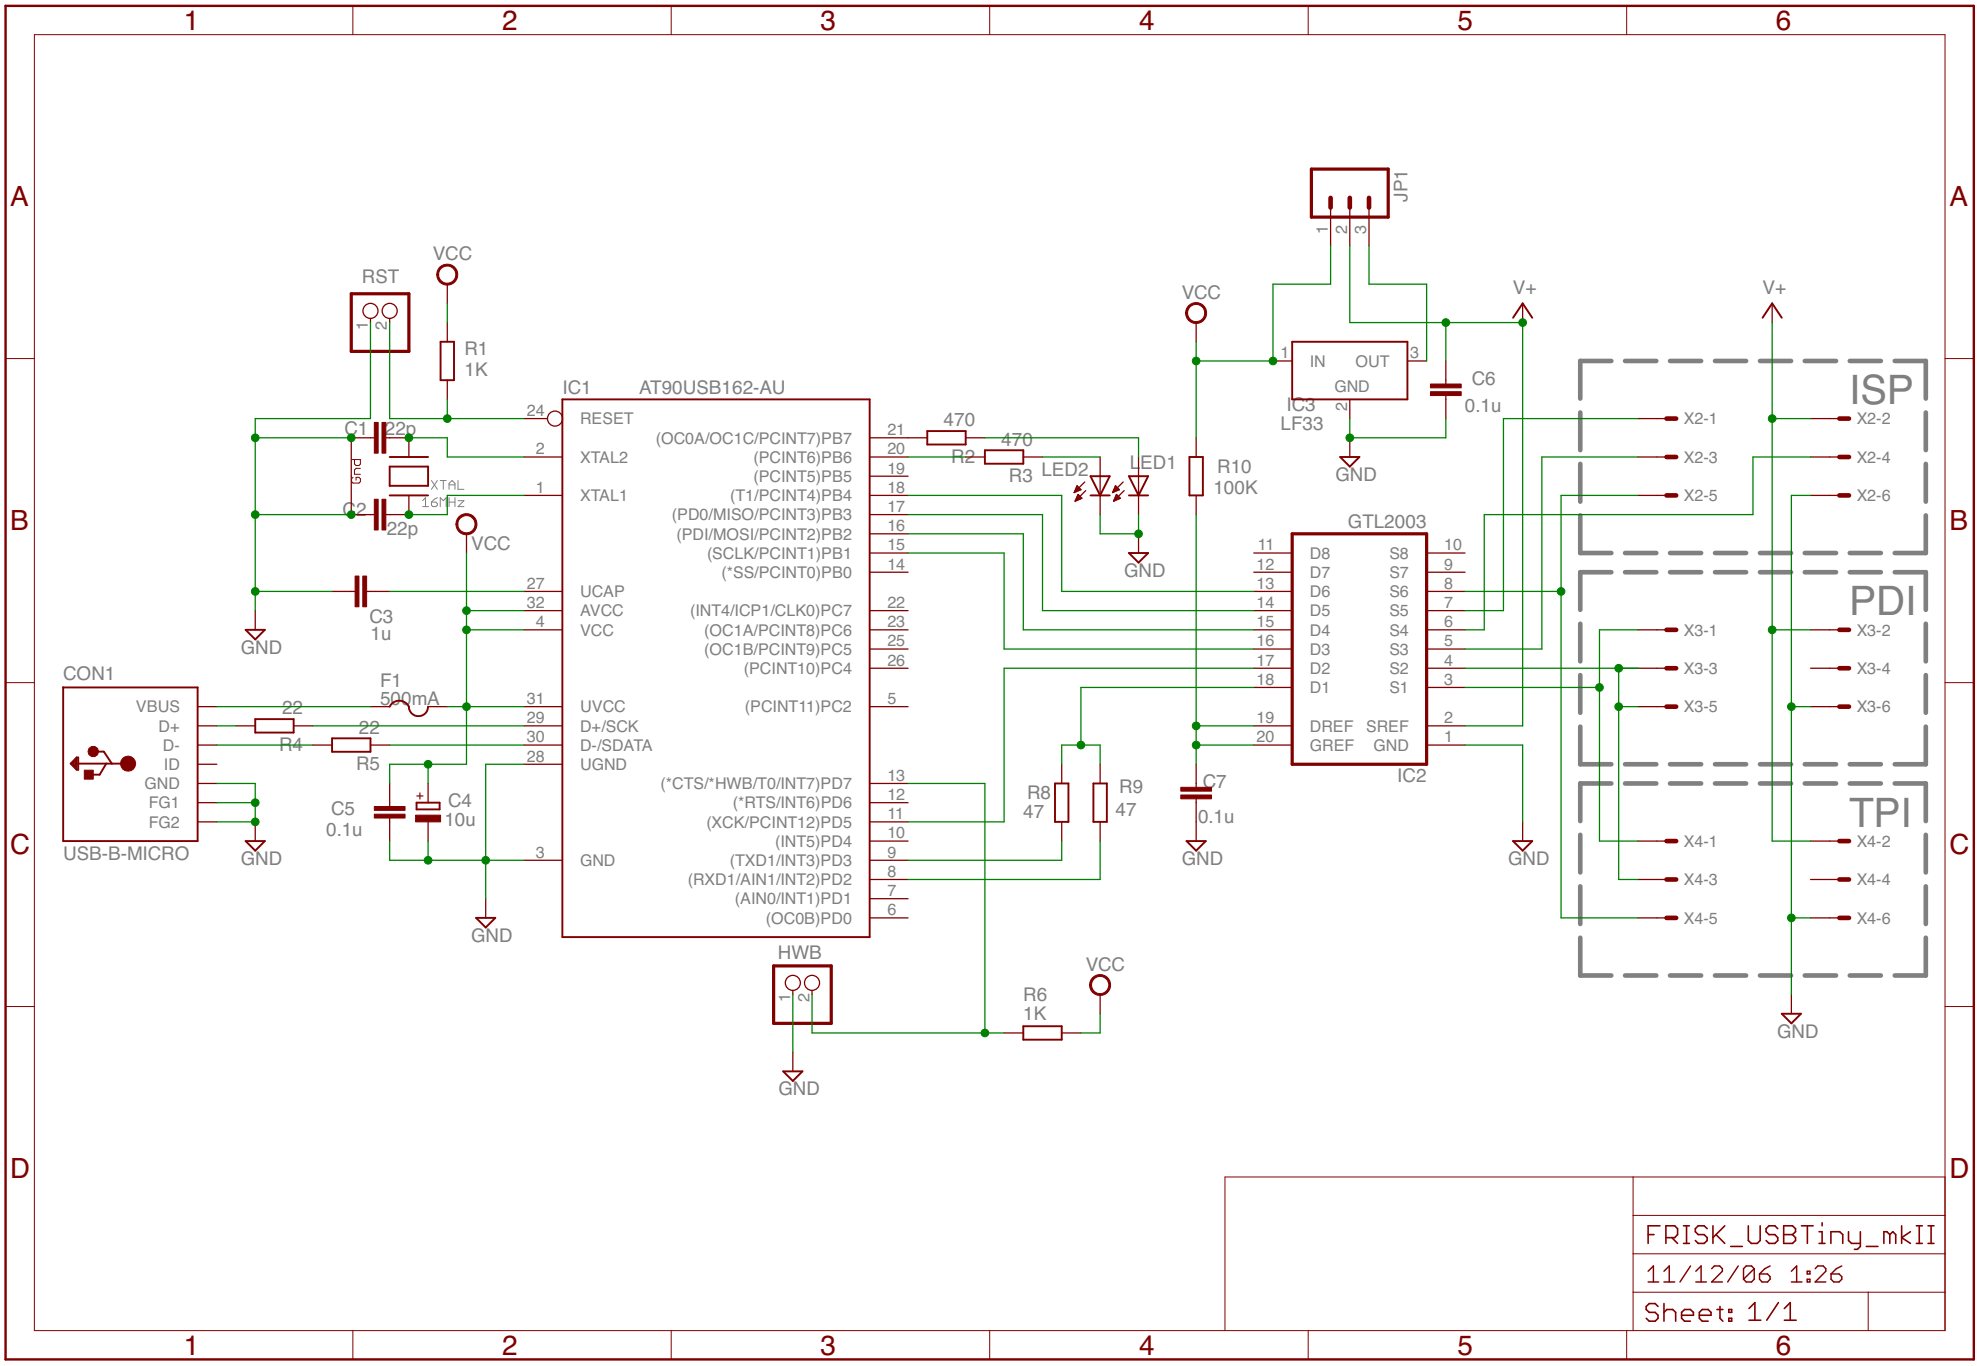 1 2 3 4 5 6
A A
B B
C C
D D
1 2 3 4 5 6
RST
1
2
VCC
R1
1K
C1
22p
Gnd
XTAL
16MHz
C2
22p
VCC
C3
1u
GND
CON1
VBUS
D+
D-
ID
GND
FG1
FG2
USB-B-MICRO
GND
F1
500mA
22
R4
22
R5
C5
0.1u
+
C4
10u
GND
IC1
AT90USB162-AU
24 RESET
2 XTAL2
1 XTAL1
27 UCAP
32 AVCC
4 VCC
31 UVCC
29 D+/SCK
30 D-/SDATA
28 UGND
3 GND
(OC0A/OC1C/PCINT7)PB7 21
(PCINT6)PB6 20
(PCINT5)PB5 19
(T1/PCINT4)PB4 18
(PD0/MISO/PCINT3)PB3 17
(PDI/MOSI/PCINT2)PB2 16
(SCLK/PCINT1)PB1 15
(*SS/PCINT0)PB0 14
(INT4/ICP1/CLK0)PC7 22
(OC1A/PCINT8)PC6 23
(OC1B/PCINT9)PC5 25
(PCINT10)PC4 26
(PCINT11)PC2 5
(*CTS/*HWB/T0/INT7)PD7 13
(*RTS/INT6)PD6 12
(XCK/PCINT12)PD5 11
(INT5)PD4 10
(TXD1/INT3)PD3 9
(RXD1/AIN1/INT2)PD2 8
(AIN0/INT1)PD1 7
(OC0B)PD0 6
HWB
1
2
GND
R6
1K
VCC
470
R2
470
R3
LED2
LED1
GND
R8
47
R9
47
VCC
R10
100K
C7
0.1u
GND
JP1
1
2
3
1 IN OUT 3
GND
2
IC3
LF33
GND
C6
0.1u
V+
GTL2003
11 D8 S8 10
12 D7 S7 9
13 D6 S6 8
14 D5 S5 7
15 D4 S4 6
16 D3 S3 5
17 D2 S2 4
18 D1 S1 3
19 DREF SREF 2
20 GREF GND 1
IC2
GND
V+
ISP
X2-1 X2-2
X2-3 X2-4
X2-5 X2-6
PDI
X3-1 X3-2
X3-3 X3-4
X3-5 X3-6
TPI
X4-1 X4-2
X4-3 X4-4
X4-5 X4-6
GND
FRISK_USBTiny_mkII
11/12/06 1:26
Sheet: 1/1